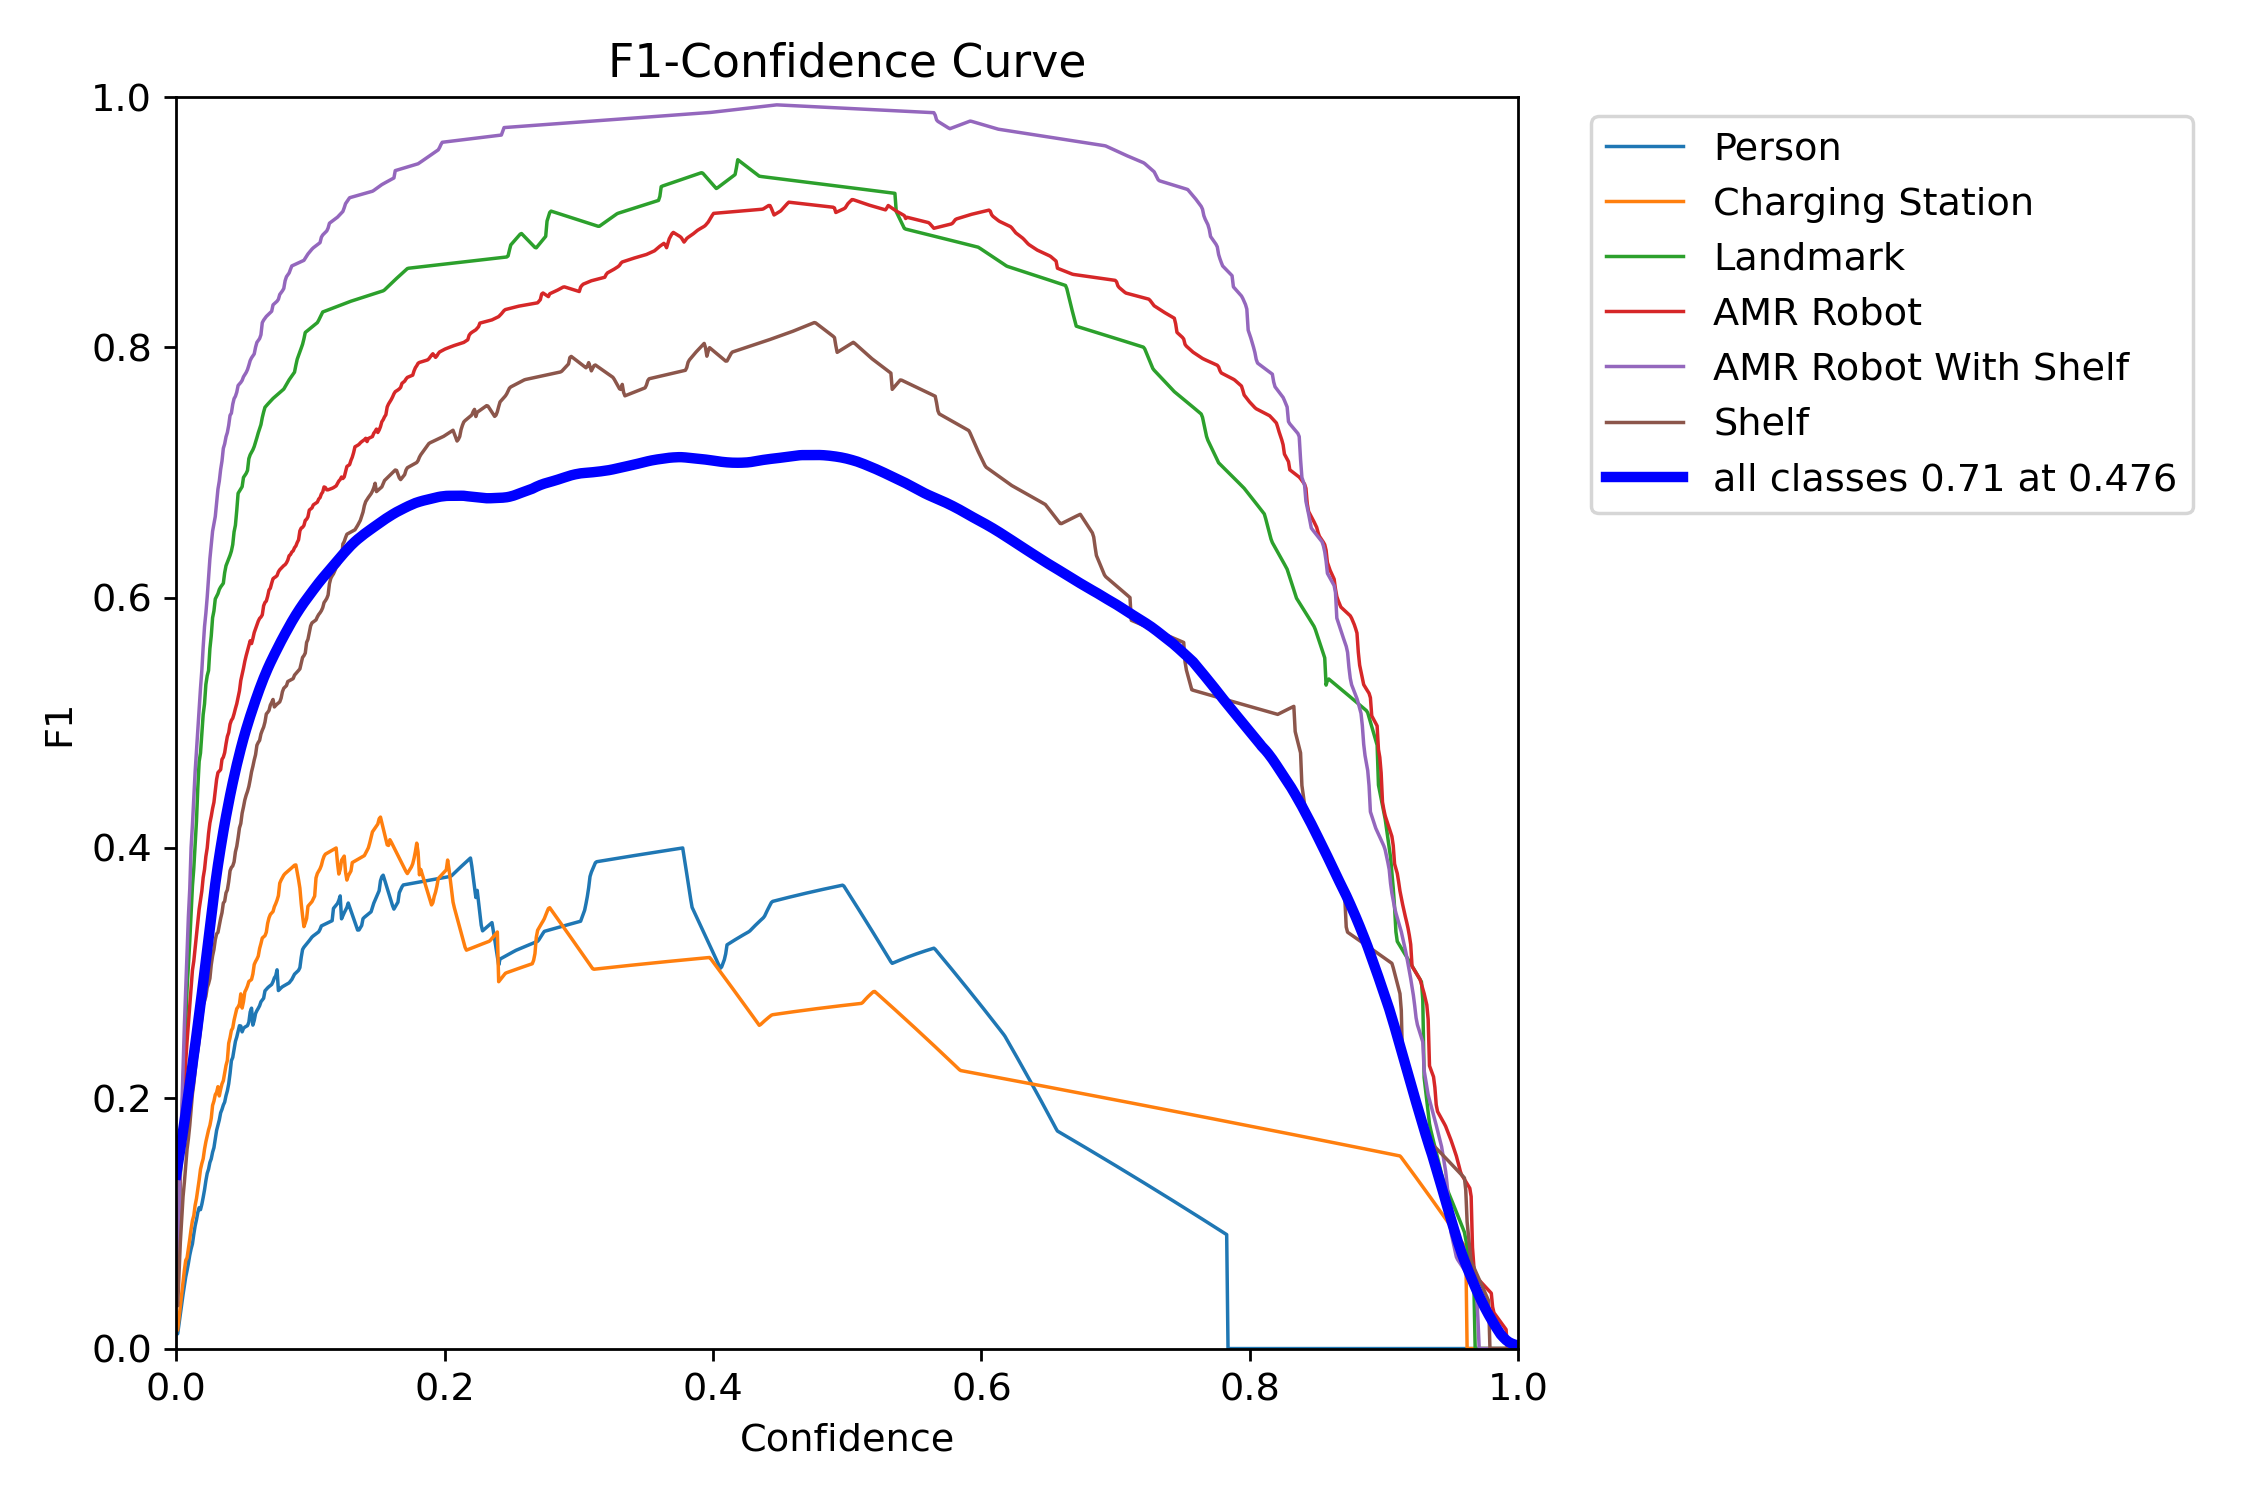 F1-Confidence Curve
1.0
0.8
0.6
0.4
0.2
0.0
F1
0.0 0.2 0.4 0.6 0.8 1.0
Confidence
Person
Charging Station
Landmark
AMR Robot
AMR Robot With Shelf
Shelf
all classes 0.71 at 0.476